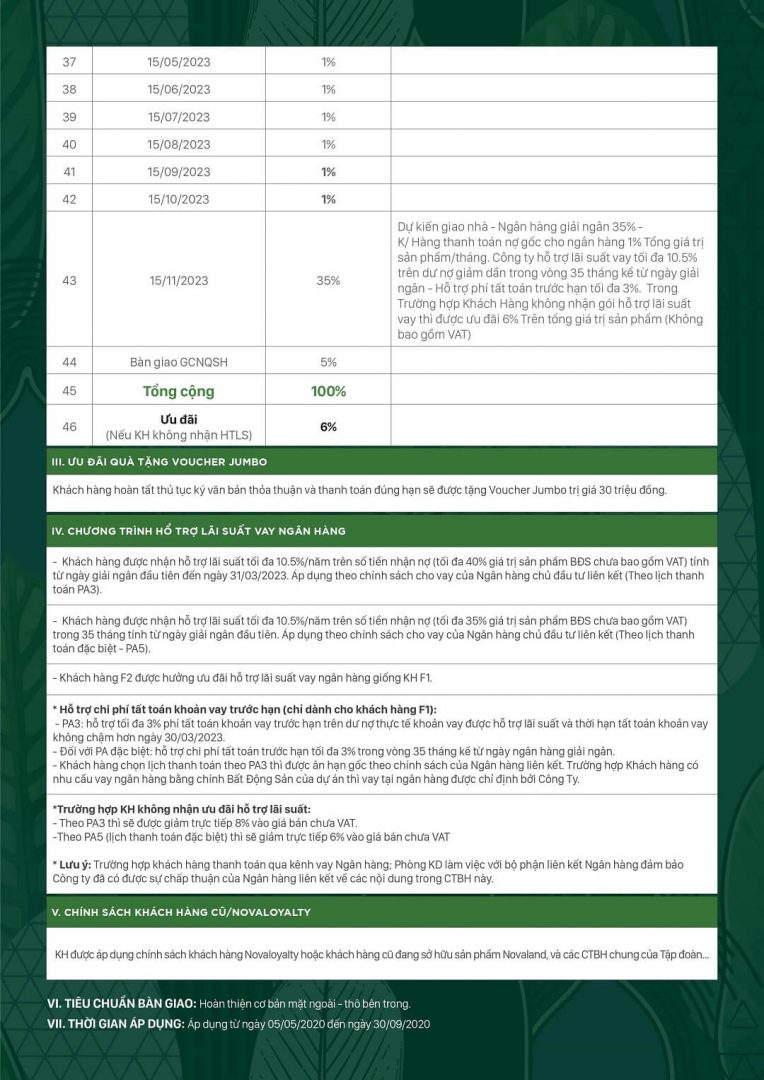 37 15/05/2023 1%
38 15/06/2023 1%
39 15/07/2023 1%
40 15/08/2023 1%
41 15/09/2023 1%
42 15/10/2023 1%
43 15/11/2023 35%
Dự kiến giao nhà - Ngân hàng giải ngân 35% -
K/ Hàng thanh toán nợ gốc cho ngân hàng 1% Tổng giá trị
sản phẩm/tháng. Công ty hỗ trợ lãi suất vay tối đa 10.5%
trên dư nợ giảm dần trong vòng 35 tháng kể từ ngày giải
ngân - Hỗ trợ phí tất toán trước hạn tối đa 3%. Trong
Trường hợp Khách Hàng không nhận gói hỗ trợ lãi suất
vay thì được ưu đãi 6% Trên tổng giá trị sản phẩm (Không
bao gồm VAT)
44 Bàn giao GCNQSH 5%
45 Tổng cộng 100%
46 Ưu đãi
(Nếu KH không nhận HTLS) 6%
III. ƯU ĐÃI QUÀ TẶNG VOUCHER JUMBO
Khách hàng hoàn tất thủ tục ký văn bản thỏa thuận và thanh toán đúng hạn sẽ được tặng Voucher Jumbo trị giá 30 triệu đồng.
IV. CHƯƠNG TRÌNH HỔ TRỢ LÃI SUẤT VAY NGÂN HÀNG
- Khách hàng được nhận hỗ trợ lãi suất tối đa 10.5%/năm trên số tiền nhận nợ (tối đa 40% giá trị sản phẩm BĐS chưa bao gồm VAT) tính
từ ngày giải ngân đầu tiên đến ngày 31/03/2023. Áp dụng theo chính sách cho vay của Ngân hàng chủ đầu tư liên kết (Theo lịch thanh
toán PA3).
- Khách hàng được nhận hỗ trợ lãi suất tối đa 10.5%/năm trên số tiền nhận nợ (tối đa 35% giá trị sản phẩm BĐS chưa bao gồm VAT)
trong 35 tháng tính từ ngày giải ngân đầu tiên. Áp dụng theo chính sách cho vay của Ngân hàng chủ đầu tư liên kết (Theo lịch thanh
toán đặc biệt - PA5).
- Khách hàng F2 được hưởng ưu đãi hỗ trợ lãi suất vay ngân hàng giống KH F1.
* Hỗ trợ chi phí tất toán khoản vay trước hạn (chỉ dành cho khách hàng F1):
- PA3: hỗ trợ tối đa 3% phí tất toán khoản vay trước hạn trên dư nợ thực tế khoản vay được hỗ trợ lãi suất và thời hạn tất toán khoản vay
không chậm hơn ngày 30/03/2023.
- Đối với PA đặc biệt: hỗ trợ chi phí tất toán trước hạn tối đa 3% trong vòng 35 tháng kể từ ngày ngân hàng giải ngân.
- Khách hàng chọn lịch thanh toán theo PA3 thì được ân hạn gốc theo chính sách của Ngân hàng liên kết. Trường hợp Khách hàng có
nhu cầu vay ngân hàng bằng chính Bất Động Sản của dự án thì vay tại ngân hàng được chỉ định bởi Công Ty.
*Trường hợp KH không nhận ưu đãi hỗ trợ lãi suất:
- Theo PA3 thì sẽ được giảm trực tiếp 8% vào giá bán chưa VAT.
-Theo PA5 (lịch thanh toán đặc biệt) thì sẽ giảm trực tiếp 6% vào giá bán chưa VAT
* Lưu ý: Trường hợp khách hàng thanh toán qua kênh vay Ngân hàng; Phòng KD làm việc với bộ phận liên kết Ngân hàng đảm bảo
Công ty đã có được sự chấp thuận của Ngân hàng liên kết về các nội dung trong CTBH này.
V. CHÍNH SÁCH KHÁCH HÀNG CŨ/NOVALOYALTY
KH được áp dụng chính sách khách hàng Novaloyalty hoặc khách hàng cũ đang sở hữu sản phẩm Novaland, và các CTBH chung của Tập đoàn...
VI. TIÊU CHUẨN BÀN GIAO: Hoàn thiện cơ bản mặt ngoài - thô bên trong.
VII. THỜI GIAN ÁP DỤNG: Áp dụng từ ngày 05/05/2020 đến ngày 30/09/2020